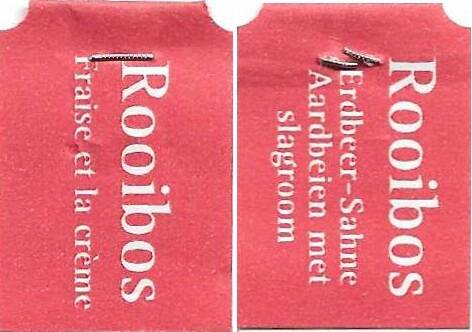 Rooibos
Fraise et la crème
Rooibos
Erdbeer-Sahne
Aardbeien met
slagroom